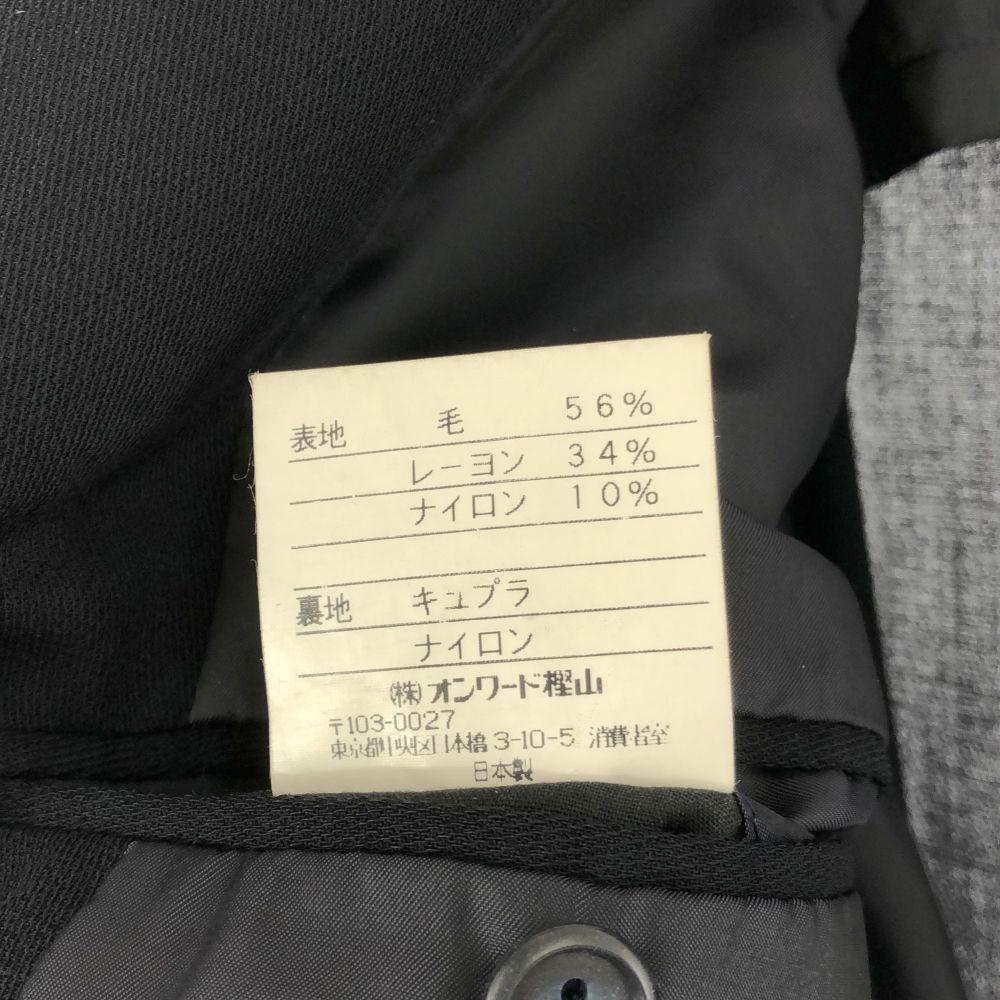 表地 毛 56%
レーヨン 34%
ナイロン 10%
裏地 キュプラ
ナイロン
(株)オンワード樫山
〒103-0027
東京都中央区日本橋3-10-5 消費者室
日本製